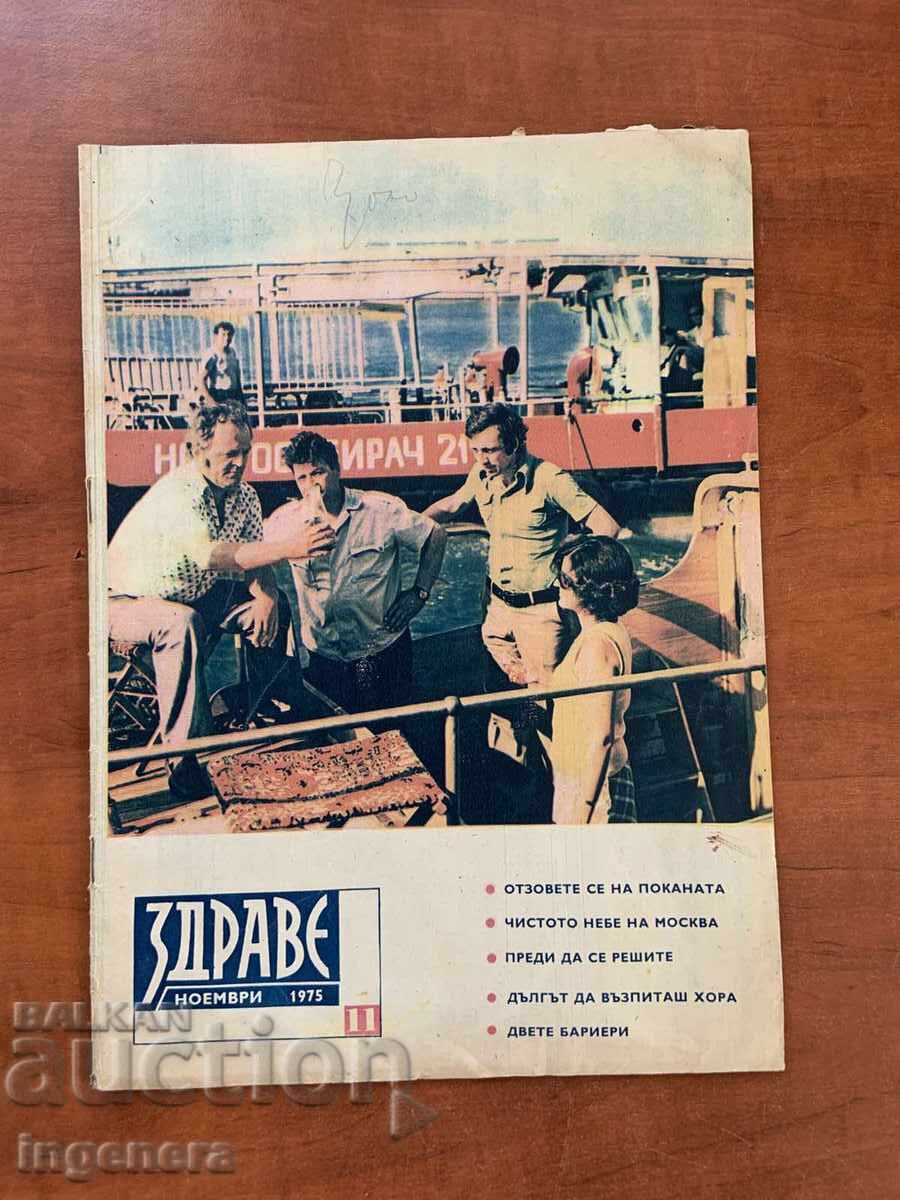 ИРАЧ 21
ЗДРАВЕ
НОЕМВРИ 1975
11
• ОТЗОВЕТЕ СЕ НА ПОКАНАТА
• ЧИСТОТО НЕБЕ НА МОСКВА
• ПРЕДИ ДА СЕ РЕШИТЕ
• ДЪЛГЪТ ДА ВЪЗПИТАШ ХОРА
• ДВЕТЕ БАРИЕРИ
BALKAN
auction
ingenera